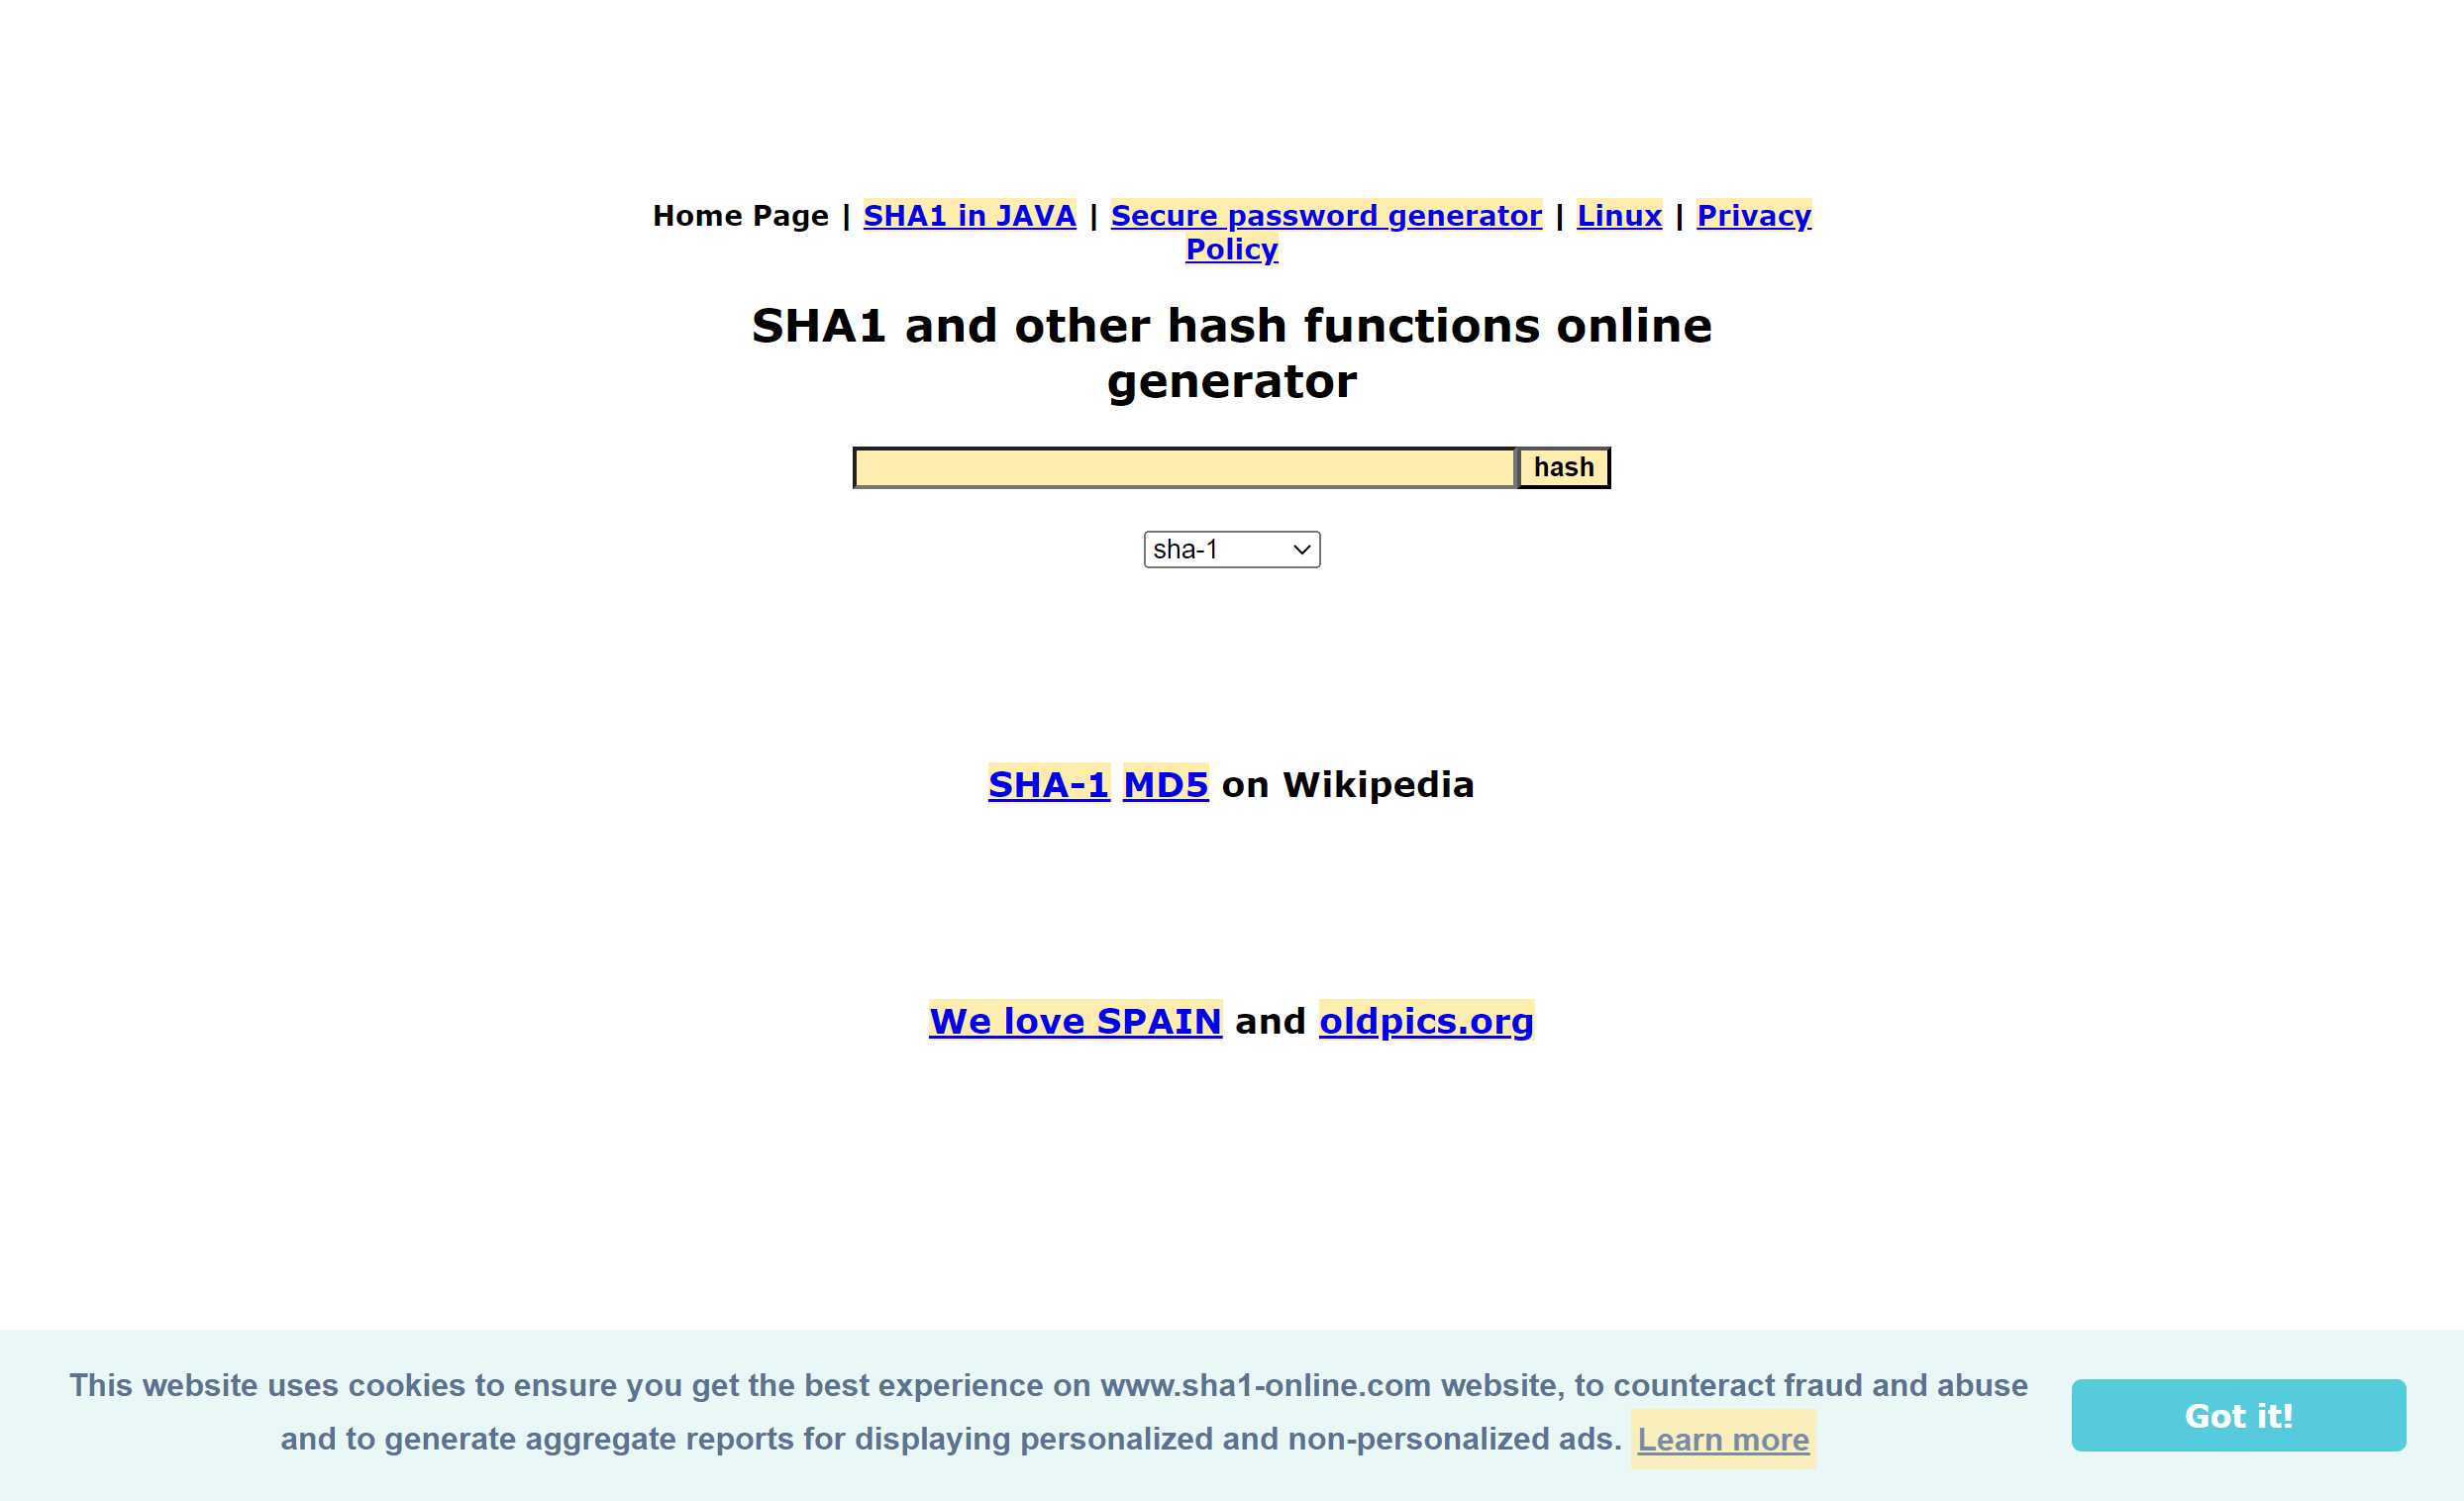 Home Page | SHA1 in JAVA | Secure password generator | Linux | Privacy
Policy
SHA1 and other hash functions online
generator
hash
sha-1
SHA-1 MD5 on Wikipedia
We love SPAIN and oldpics.org
This website uses cookies to ensure you get the best experience on www.sha1-online.com website, to counteract fraud and abuse
and to generate aggregate reports for displaying personalized and non-personalized ads. Learn more
Got it!